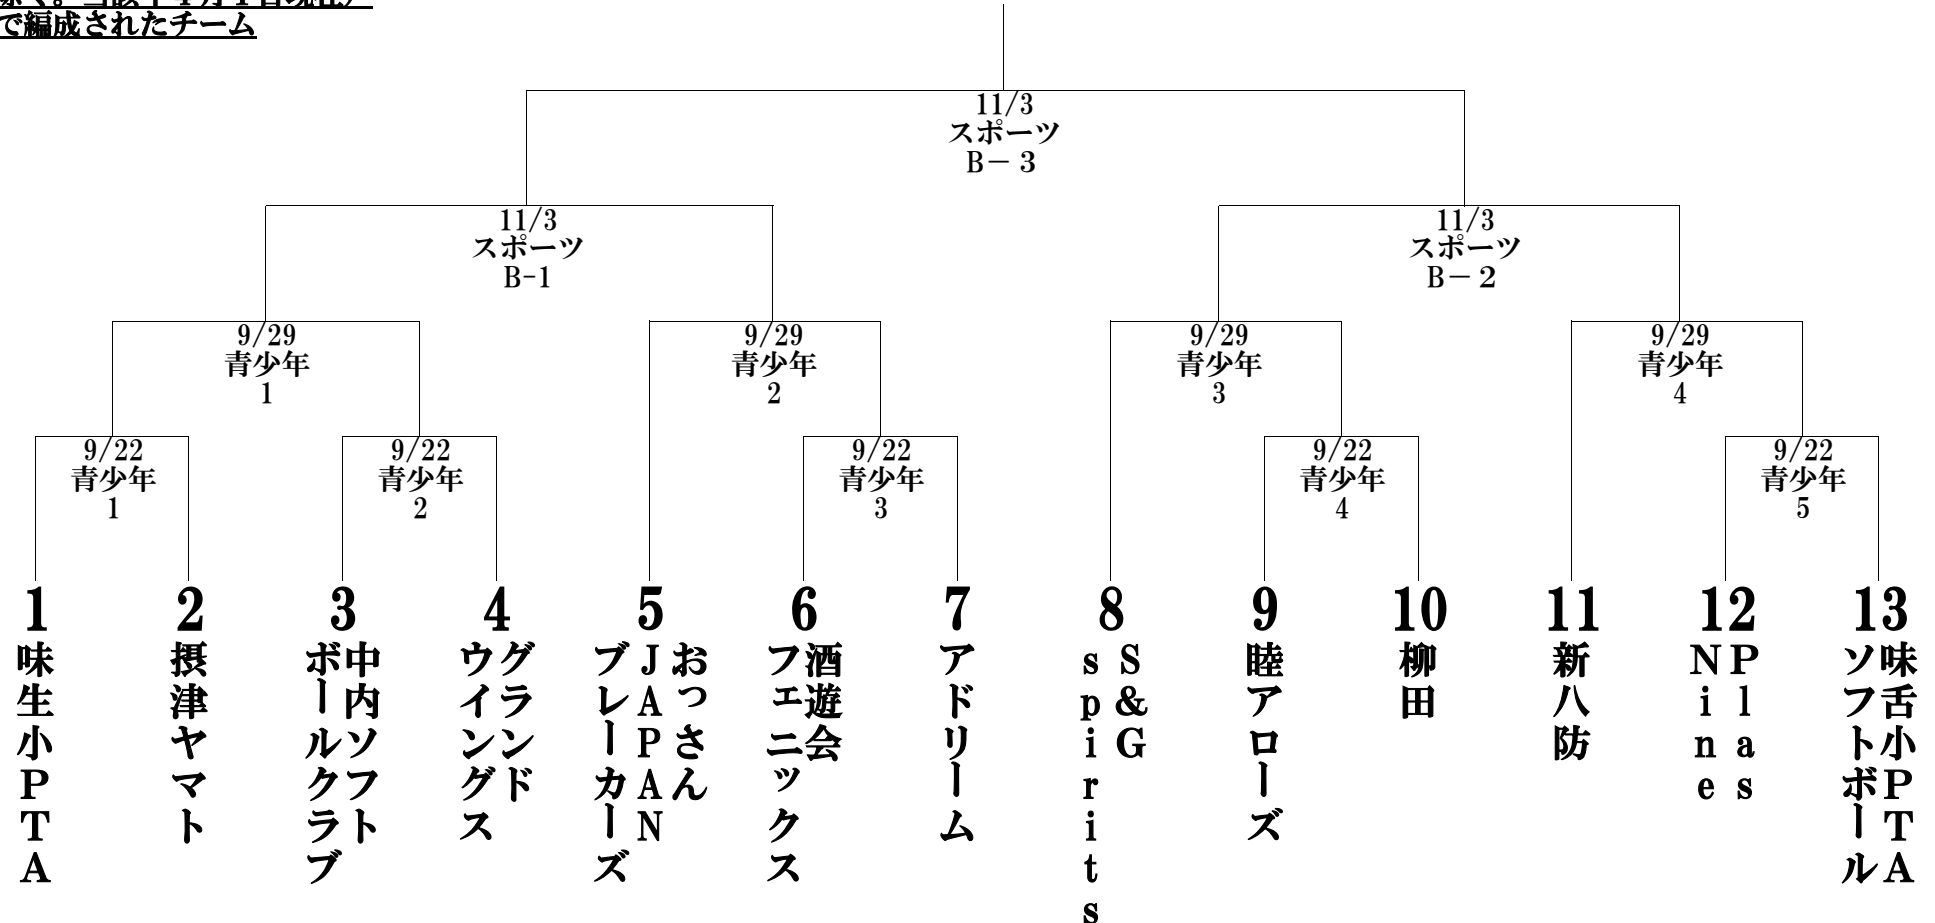 で編成されたチーム
11/3
スポーツ
B－３
11/3
スポーツ
B-1
11/3
スポーツ
B－２
9/29
青少年
1
9/29
青少年
2
9/29
青少年
3
9/29
青少年
4
9/22
青少年
1
9/22
青少年
2
9/22
青少年
3
9/22
青少年
4
9/22
青少年
5
1
味生小ＰＴＡ
2
摂津ヤマト
3
中内ソフト
ボールクラブ
4
グランド
ウイングス
5
おっさん
ＪＡＰＡＮ
ブレーカーズ
6
酒遊会
フェニックス
7
アドリーム
8
Ｓ＆Ｇ
ｓｐｉｒｉｔｓ
9
睦アローズ
10
柳田
11
新八防
12
Ｐｌａｓ
Ｎｉｎｅ
13
味舌小ＰＴＡ
ソフトボール